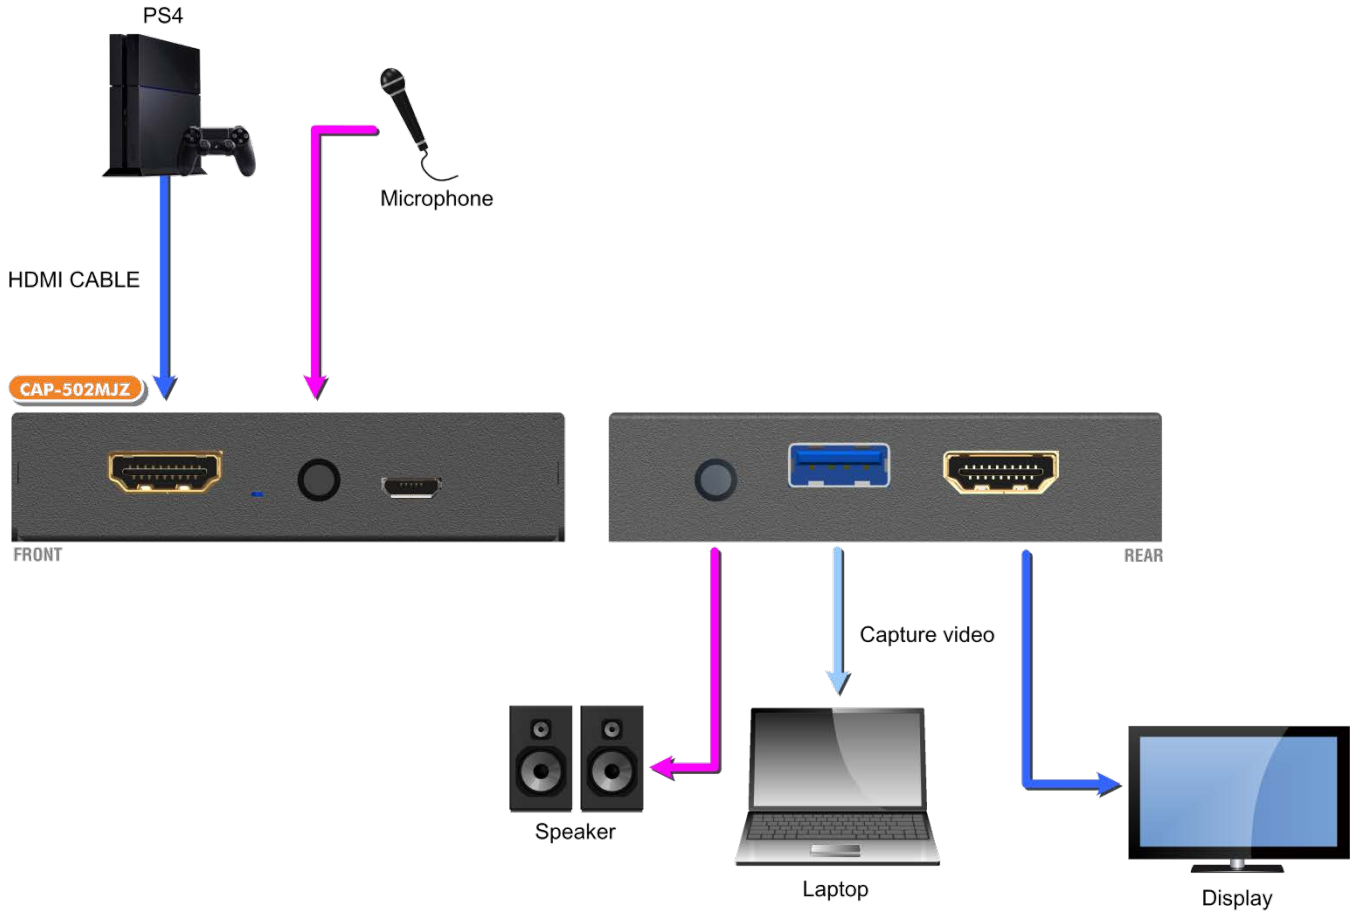 PS4
Microphone
HDMI CABLE
CAP-502MJZ
FRONT
REAR
Capture video
Speaker
Laptop
Display